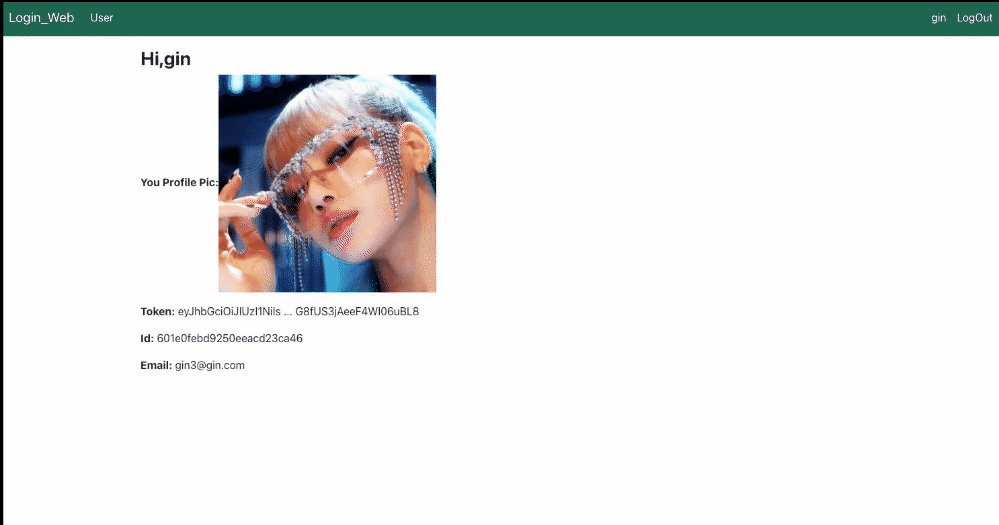 Login_Web User gin LogOut
Hi,gin
You Profile Pic:
Token: eyJhbGciOiJIUzI1NiIs ... G8fUS3jAeeF4WI06uBL8
Id: 601e0febd9250eeacd23ca46
Email: gin3@gin.com